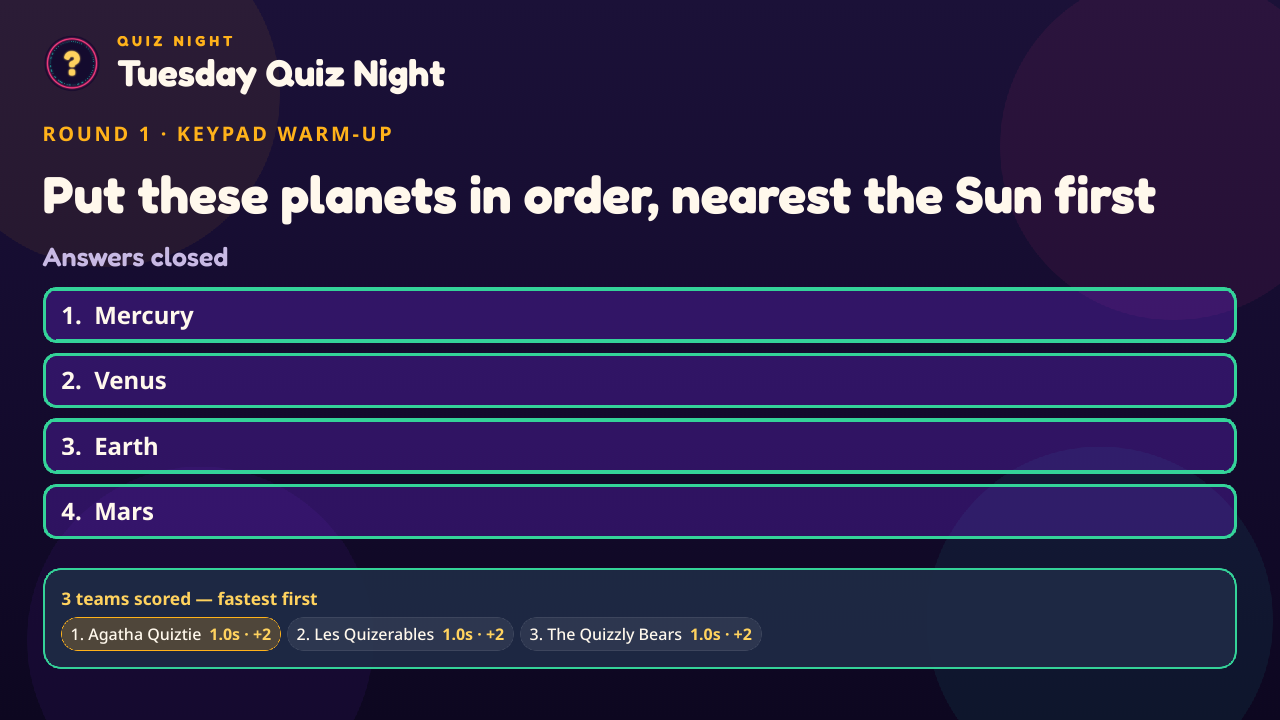 ?
QUIZ NIGHT
Tuesday Quiz Night
ROUND 1 · KEYPAD WARM-UP
Put these planets in order, nearest the Sun first
Answers closed
1. Mercury
2. Venus
3. Earth
4. Mars
3 teams scored — fastest first
1. Agatha Quiztie 1.0s · +2 2. Les Quizerables 1.0s · +2 3. The Quizzly Bears 1.0s · +2